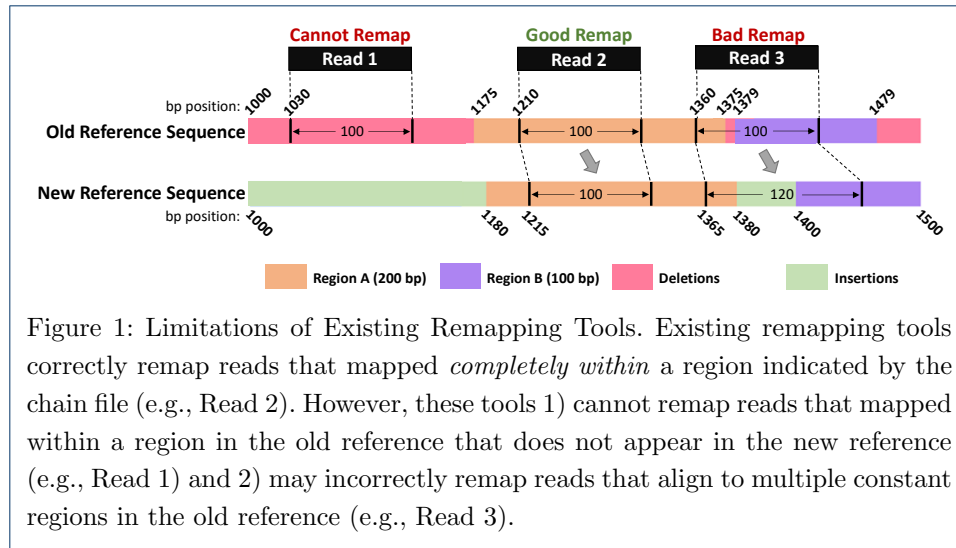 Cannot Remap Good Remap Bad Remap
Read 1 Read 2 Read 3
bp position: 1000 1030 1175 1210 1360 1375 1379 1479
Old Reference Sequence 100 100 100
New Reference Sequence 100 120
bp position: 1000 1180 1215 1365 1380 1400 1500
Region A (200 bp) Region B (100 bp) Deletions Insertions
Figure 1: Limitations of Existing Remapping Tools. Existing remapping tools
correctly remap reads that mapped completely within a region indicated by the
chain file (e.g., Read 2). However, these tools 1) cannot remap reads that mapped
within a region in the old reference that does not appear in the new reference
(e.g., Read 1) and 2) may incorrectly remap reads that align to multiple constant
regions in the old reference (e.g., Read 3).